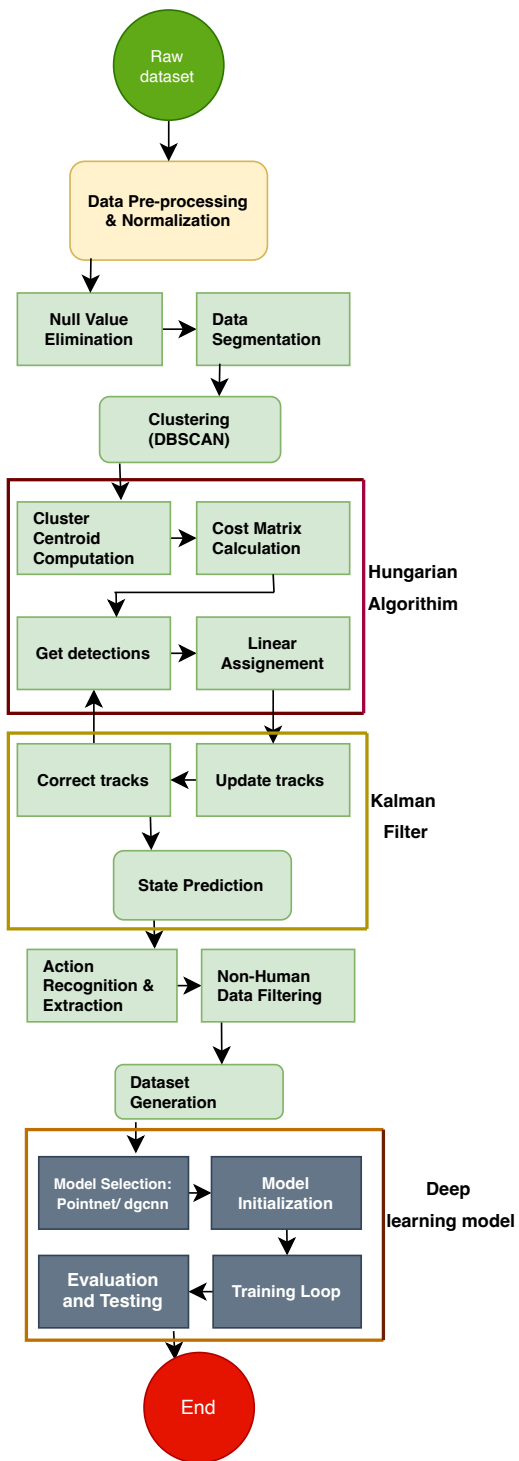 Raw
dataset
Data Pre-processing
& Normalization
Null Value
Elimination
Data
Segmentation
Clustering
(DBSCAN)
Cluster
Centroid
Computation
Cost Matrix
Calculation
Hungarian
Algorithim
Get detections
Linear
Assignement
Correct tracks
Update tracks
Kalman
Filter
State Prediction
Action
Recognition &
Extraction
Non-Human
Data Filtering
Dataset
Generation
Model Selection:
Pointnet/ dgcnn
Model
Initialization
Deep
learning model
Evaluation
and Testing
Training Loop
End